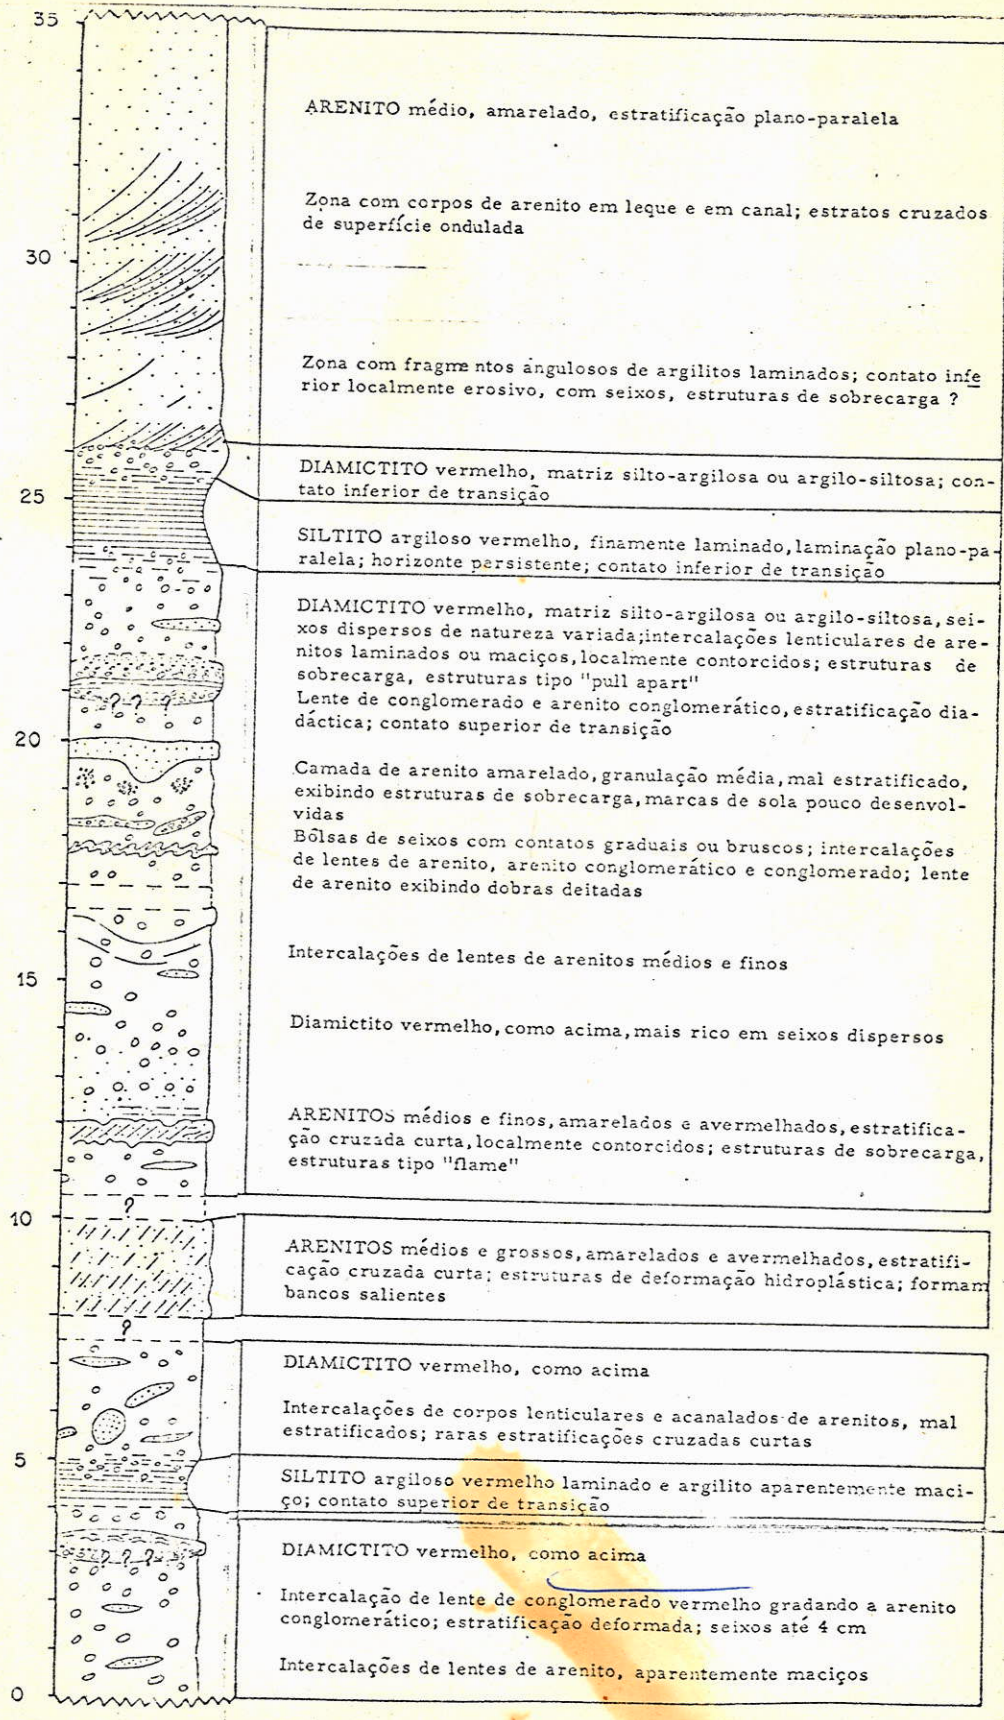 35
ARENITO médio, amarelado, estratificação plano-paralela
Zona com corpos de arenito em leque e em canal; estratos cruzados
de superfície ondulada
30
Zona com fragmentos angulosos de argilitos laminados; contato infe
rior localmente erosivo, com seixos, estruturas de sobrecarga ?
DIAMICTITO vermelho, matriz silto-argilosa ou argilo-siltosa; con-
tato inferior de transição
25
SILTITO argiloso vermelho, finamente laminado, laminação plano-pa-
ralela; horizonte persistente; contato inferior de transição
DIAMICTITO vermelho, matriz silto-argilosa ou argilo-siltosa, sei-
xos dispersos de natureza variada; intercalações lenticulares de are-
nitos laminados ou maciços, localmente contorcidos; estruturas de
sobrecarga, estruturas tipo "pull apart"
? ? ?
Lente de conglomerado e arenito conglomerático, estratificação dia-
dáctica; contato superior de transição
20
Camada de arenito amarelado, granulação média, mal estratificado,
exibindo estruturas de sobrecarga, marcas de sola pouco desenvol-
vidas
Bôlsas de seixos com contatos graduais ou bruscos; intercalações
de lentes de arenito, arenito conglomerático e conglomerado; lente
de arenito exibindo dobras deitadas
Intercalações de lentes de arenitos médios e finos
15
Diamictito vermelho, como acima, mais rico em seixos dispersos
ARENITOS médios e finos, amarelados e avermelhados, estratifica-
ção cruzada curta, localmente contorcidos; estruturas de sobrecarga,
estruturas tipo "flame"
?
10
ARENITOS médios e grossos, amarelados e avermelhados, estratifi-
cação cruzada curta; estruturas de deformação hidroplástica; formam
bancos salientes
?
DIAMICTITO vermelho, como acima
Intercalações de corpos lenticulares e acanalados de arenitos, mal
estratificados; raras estratificações cruzadas curtas
5
SILTITO argiloso vermelho laminado e argilito aparentemente maci-
ço; contato superior de transição
DIAMICTITO vermelho, como acima
? ? ?
Intercalação de lente de conglomerado vermelho gradando a arenito
conglomerático; estratificação deformada; seixos até 4 cm
Intercalações de lentes de arenito, aparentemente maciços
0